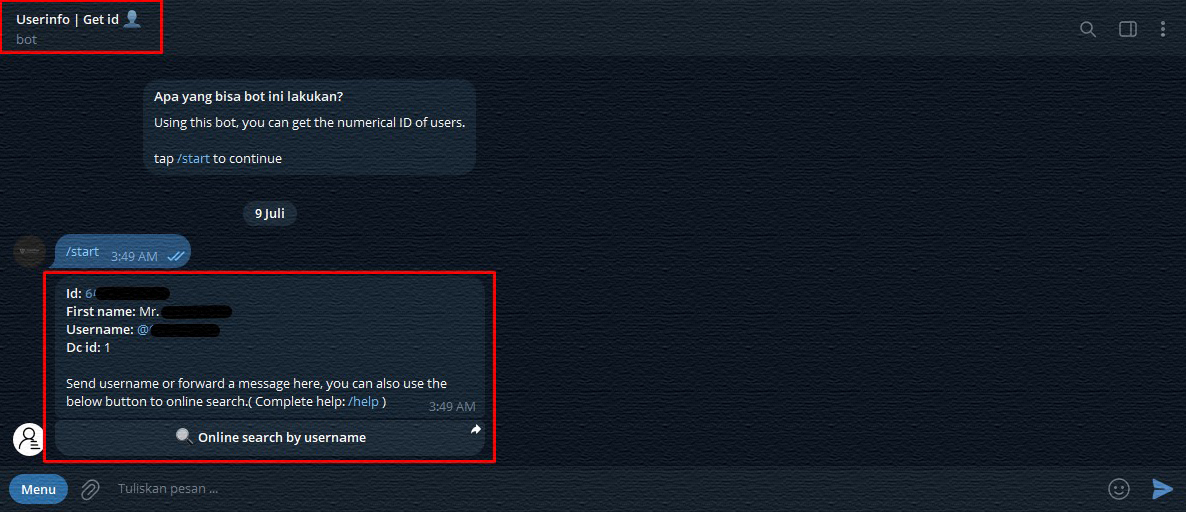 Userinfo | Get id
bot
Apa yang bisa bot ini lakukan?
Using this bot, you can get the numerical ID of users.
tap /start to continue
9 Juli
/start 3:49 AM
Id: 6
First name: Mr.
Username: @
Dc id: 1
Send username or forward a message here, you can also use the
below button to online search.( Complete help: /help )
3:49 AM
Online search by username
Menu
Tuliskan pesan ...